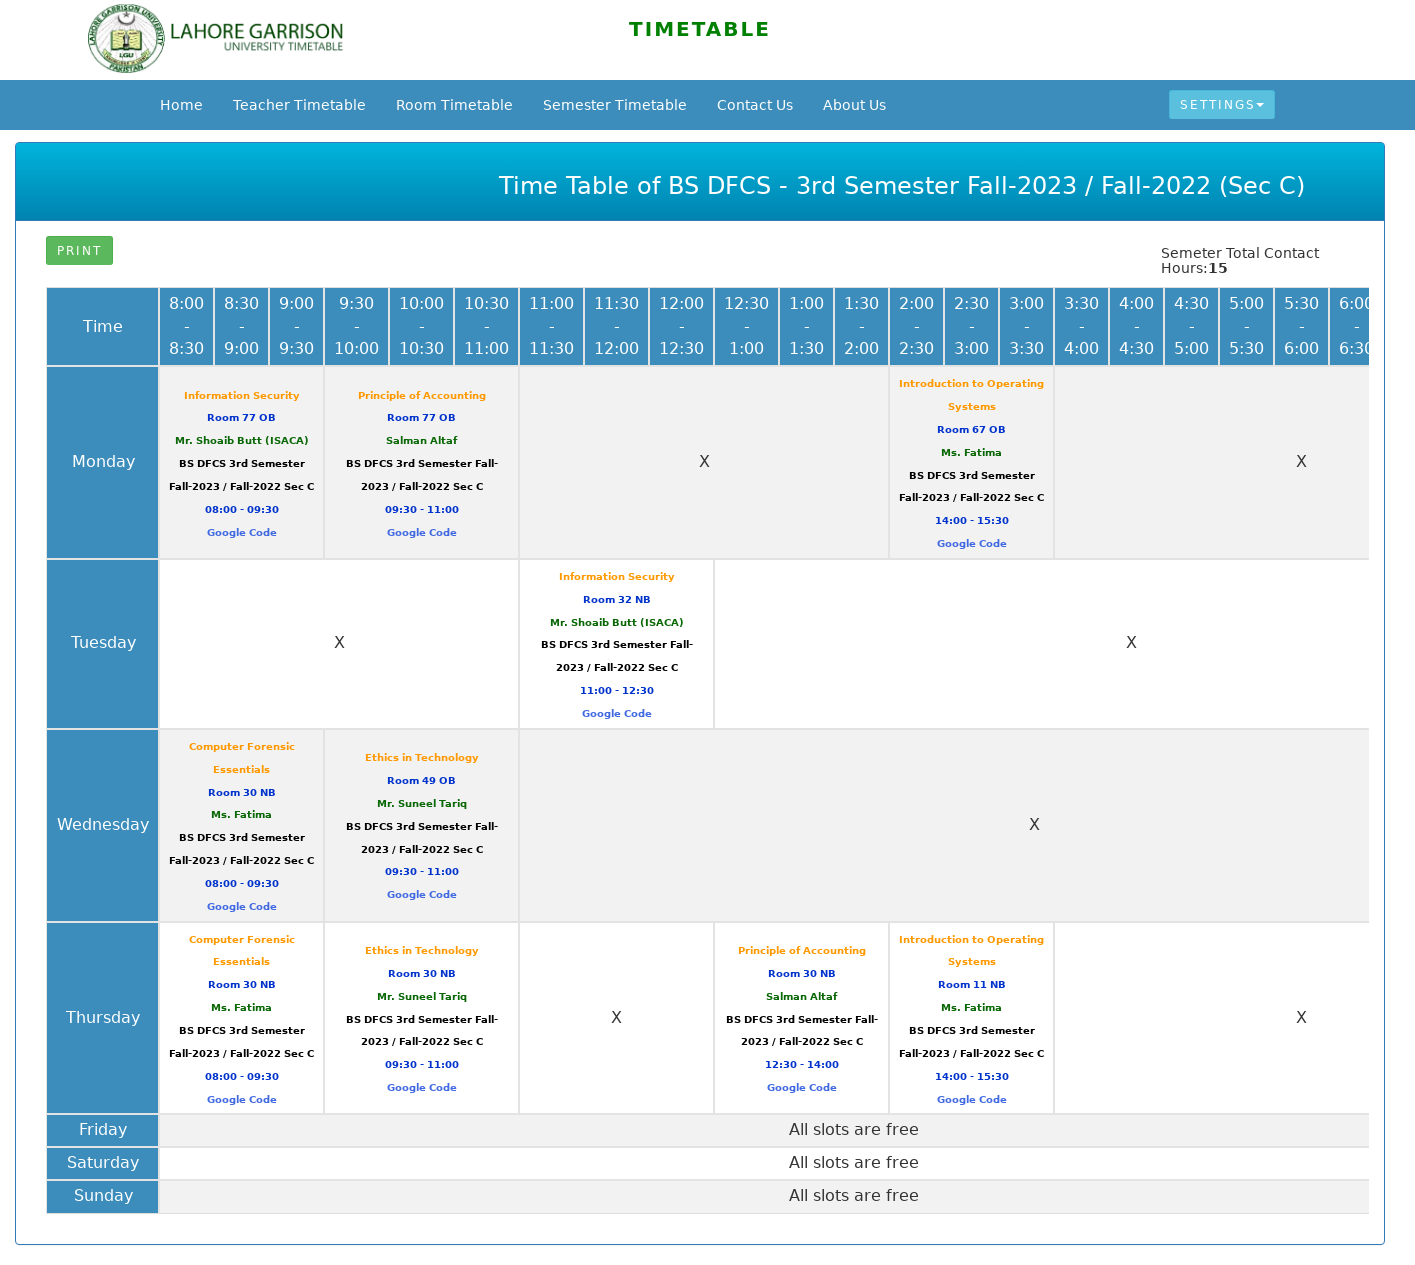 LAHORE GARRISON
UNIVERSITY TIMETABLE
LAHORE GARRISON UNIVERSITY
LGU
PAKISTAN
TIMETABLE
Home Teacher Timetable Room Timetable Semester Timetable Contact Us About Us SETTINGS
Time Table of BS DFCS - 3rd Semester Fall-2023 / Fall-2022 (Sec C)
PRINT
Semeter Total Contact
Hours:15
Time
8:00 - 8:30
8:30 - 9:00
9:00 - 9:30
9:30 - 10:00
10:00 - 10:30
10:30 - 11:00
11:00 - 11:30
11:30 - 12:00
12:00 - 12:30
12:30 - 1:00
1:00 - 1:30
1:30 - 2:00
2:00 - 2:30
2:30 - 3:00
3:00 - 3:30
3:30 - 4:00
4:00 - 4:30
4:30 - 5:00
5:00 - 5:30
5:30 - 6:00
6:00 - 6:30
Monday
Information Security
Room 77 OB
Mr. Shoaib Butt (ISACA)
BS DFCS 3rd Semester
Fall-2023 / Fall-2022 Sec C
08:00 - 09:30
Google Code
Principle of Accounting
Room 77 OB
Salman Altaf
BS DFCS 3rd Semester Fall-
2023 / Fall-2022 Sec C
09:30 - 11:00
Google Code
X
Introduction to Operating
Systems
Room 67 OB
Ms. Fatima
BS DFCS 3rd Semester
Fall-2023 / Fall-2022 Sec C
14:00 - 15:30
Google Code
X
Tuesday
X
Information Security
Room 32 NB
Mr. Shoaib Butt (ISACA)
BS DFCS 3rd Semester Fall-
2023 / Fall-2022 Sec C
11:00 - 12:30
Google Code
X
Wednesday
Computer Forensic
Essentials
Room 30 NB
Ms. Fatima
BS DFCS 3rd Semester
Fall-2023 / Fall-2022 Sec C
08:00 - 09:30
Google Code
Ethics in Technology
Room 49 OB
Mr. Suneel Tariq
BS DFCS 3rd Semester Fall-
2023 / Fall-2022 Sec C
09:30 - 11:00
Google Code
X
Thursday
Computer Forensic
Essentials
Room 30 NB
Ms. Fatima
BS DFCS 3rd Semester
Fall-2023 / Fall-2022 Sec C
08:00 - 09:30
Google Code
Ethics in Technology
Room 30 NB
Mr. Suneel Tariq
BS DFCS 3rd Semester Fall-
2023 / Fall-2022 Sec C
09:30 - 11:00
Google Code
X
Principle of Accounting
Room 30 NB
Salman Altaf
BS DFCS 3rd Semester Fall-
2023 / Fall-2022 Sec C
12:30 - 14:00
Google Code
Introduction to Operating
Systems
Room 11 NB
Ms. Fatima
BS DFCS 3rd Semester
Fall-2023 / Fall-2022 Sec C
14:00 - 15:30
Google Code
X
Friday
All slots are free
Saturday
All slots are free
Sunday
All slots are free